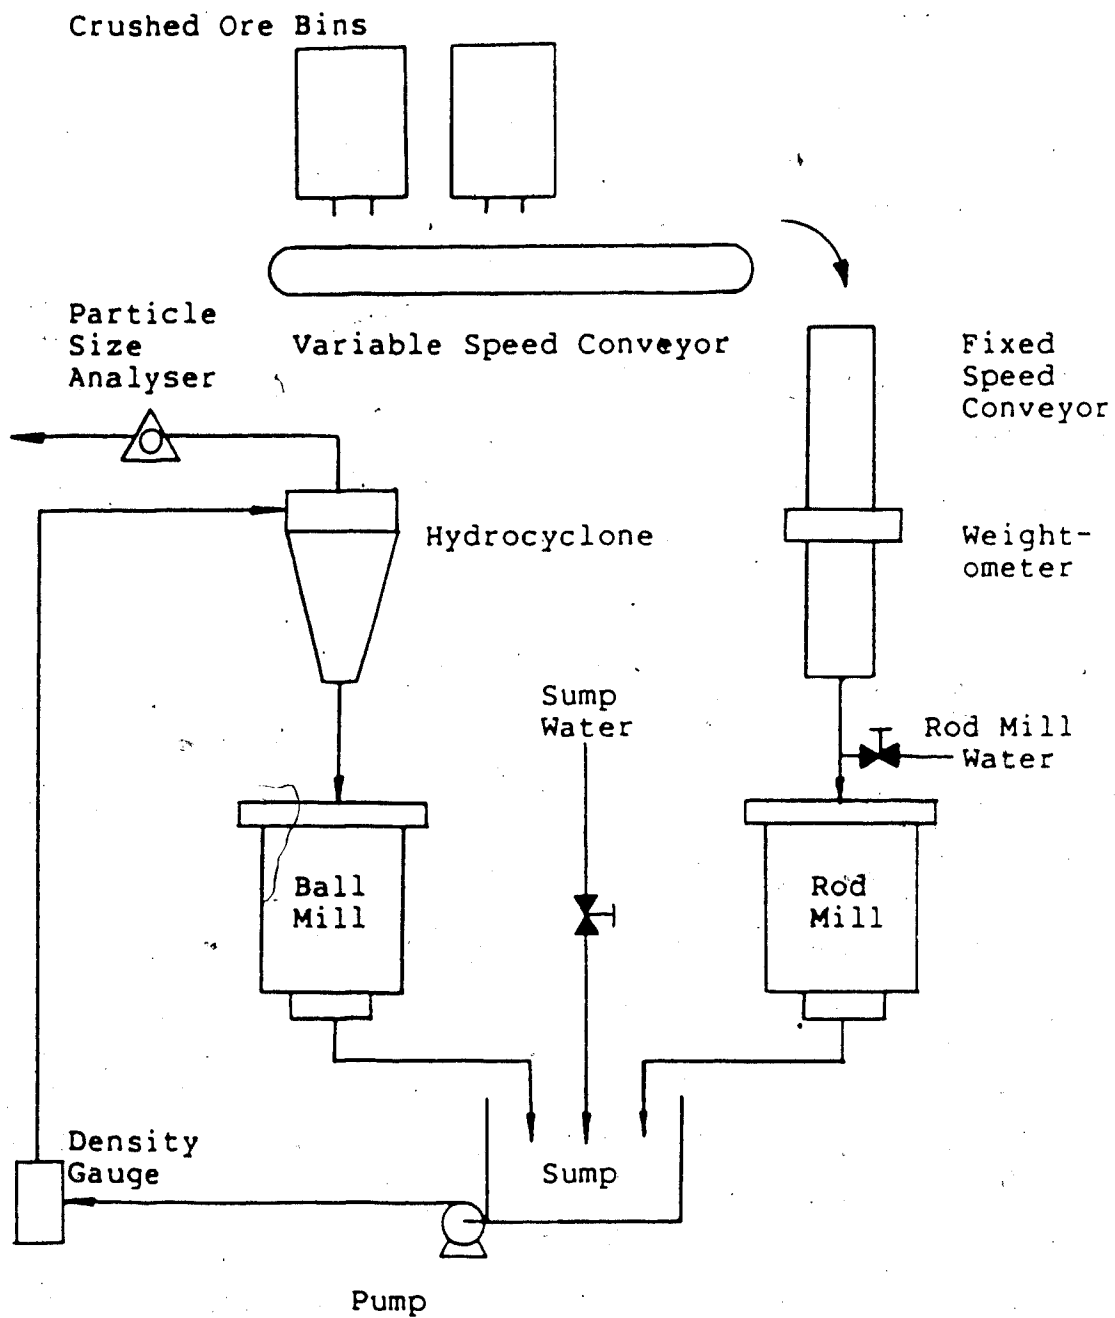 Crushed Ore Bins
Particle
Size
Analyser
Variable Speed Conveyor
Fixed
Speed
Conveyor
Hydrocyclone
Weight-
ometer
Sump
Water
Rod Mill
Water
Ball
Mill
Rod
Mill
Density
Gauge
Sump
Pump